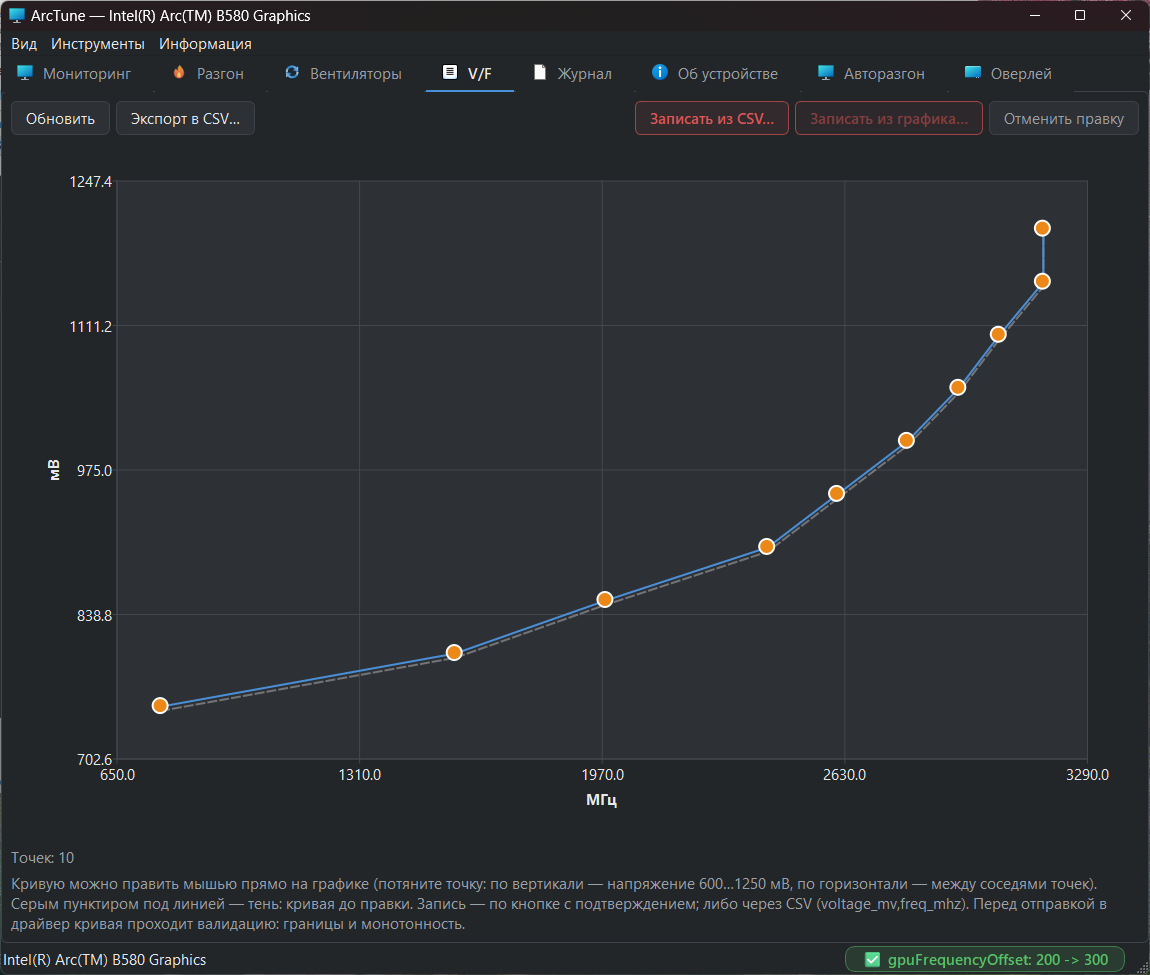 ArcTune — Intel(R) Arc(TM) B580 Graphics
Вид Инструменты Информация
Мониторинг Разгон Вентиляторы V/F Журнал Об устройстве Авторазгон Оверлей
Обновить Экспорт в CSV... Записать из CSV... Записать из графика... Отменить правку
1247.4
1111.2
975.0
мВ
838.8
702.6
650.0 1310.0 1970.0 2630.0 3290.0
МГц
Точек: 10
Кривую можно править мышью прямо на графике (потяните точку: по вертикали — напряжение 600...1250 мВ, по горизонтали — между соседями точек).
Серым пунктиром под линией — тень: кривая до правки. Запись — по кнопке с подтверждением; либо через CSV (voltage_mv,freq_mhz). Перед отправкой в
драйвер кривая проходит валидацию: границы и монотонность.
Intel(R) Arc(TM) B580 Graphics gpuFrequencyOffset: 200 -> 300